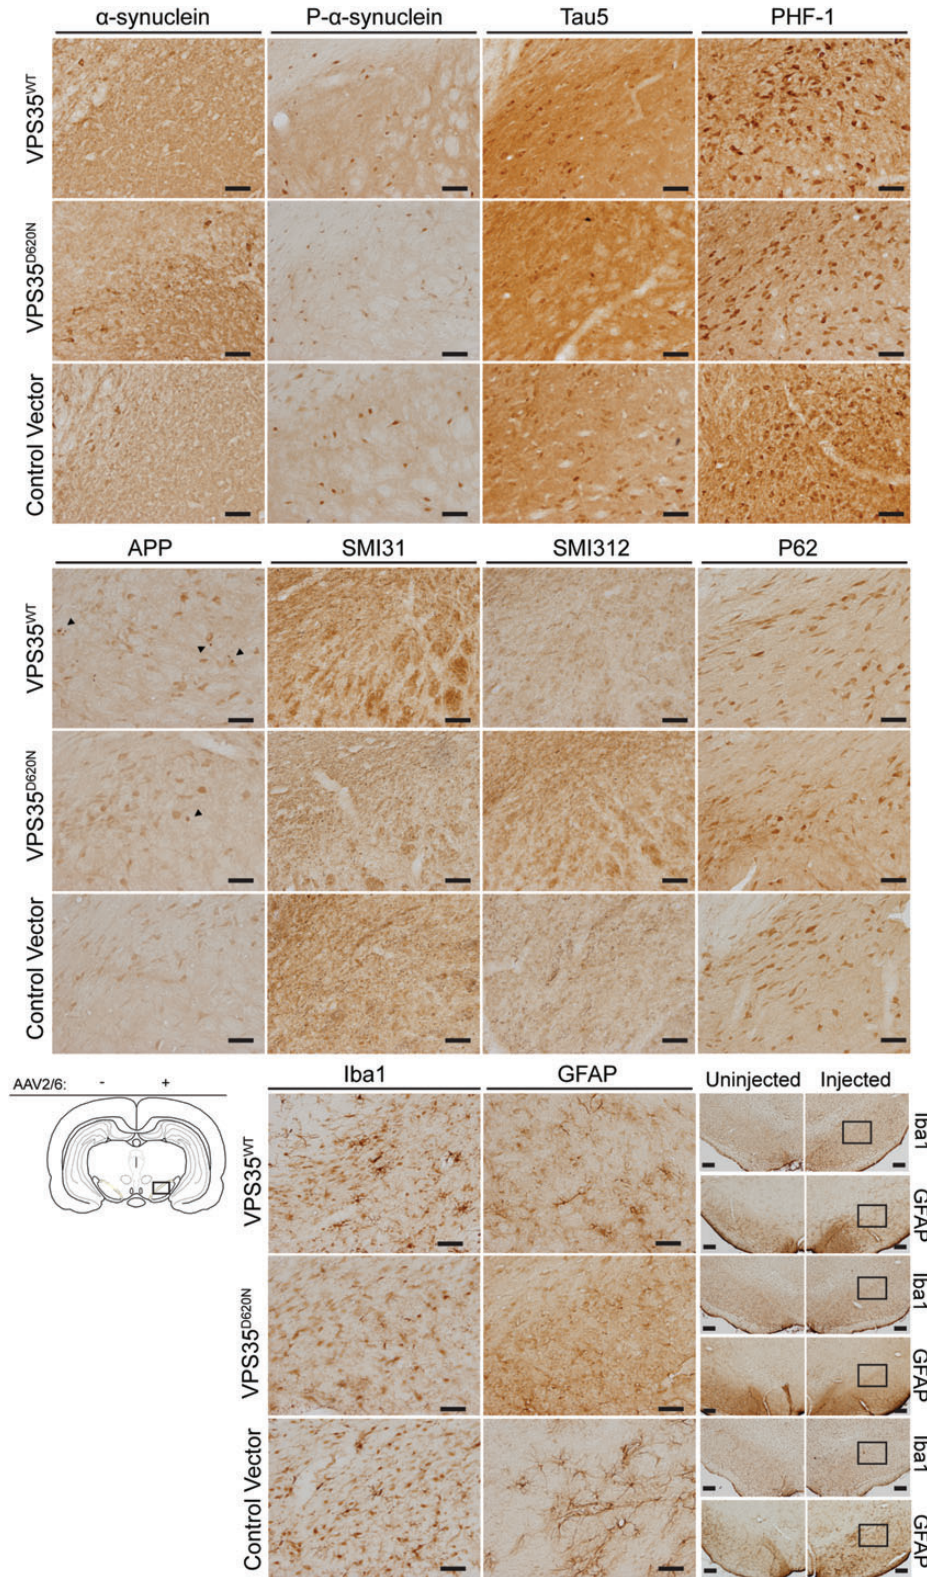 α-synuclein P-α-synuclein Tau5 PHF-1
VPS35WT
VPS35D620N
Control Vector
APP SMI31 SMI312 P62
VPS35WT
VPS35D620N
Control Vector
AAV2/6: - +
Iba1 GFAP Uninjected Injected
VPS35WT
Iba1
GFAP
VPS35D620N
Iba1
GFAP
Control Vector
Iba1
GFAP